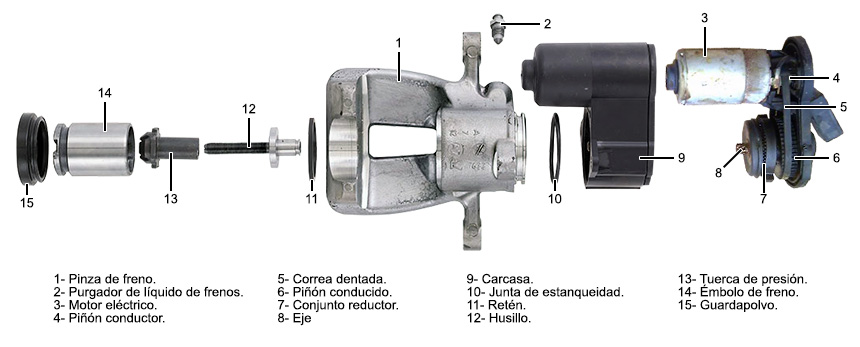 1
2
3
4
5
6
7
8
9
10
11
12
13
14
15
1- Pinza de freno.
2- Purgador de líquido de frenos.
3- Motor eléctrico.
4- Piñón conductor.
5- Correa dentada.
6- Piñón conducido.
7- Conjunto reductor.
8- Eje
9- Carcasa.
10- Junta de estanqueidad.
11- Retén.
12- Husillo.
13- Tuerca de presión.
14- Émbolo de freno.
15- Guardapolvo.